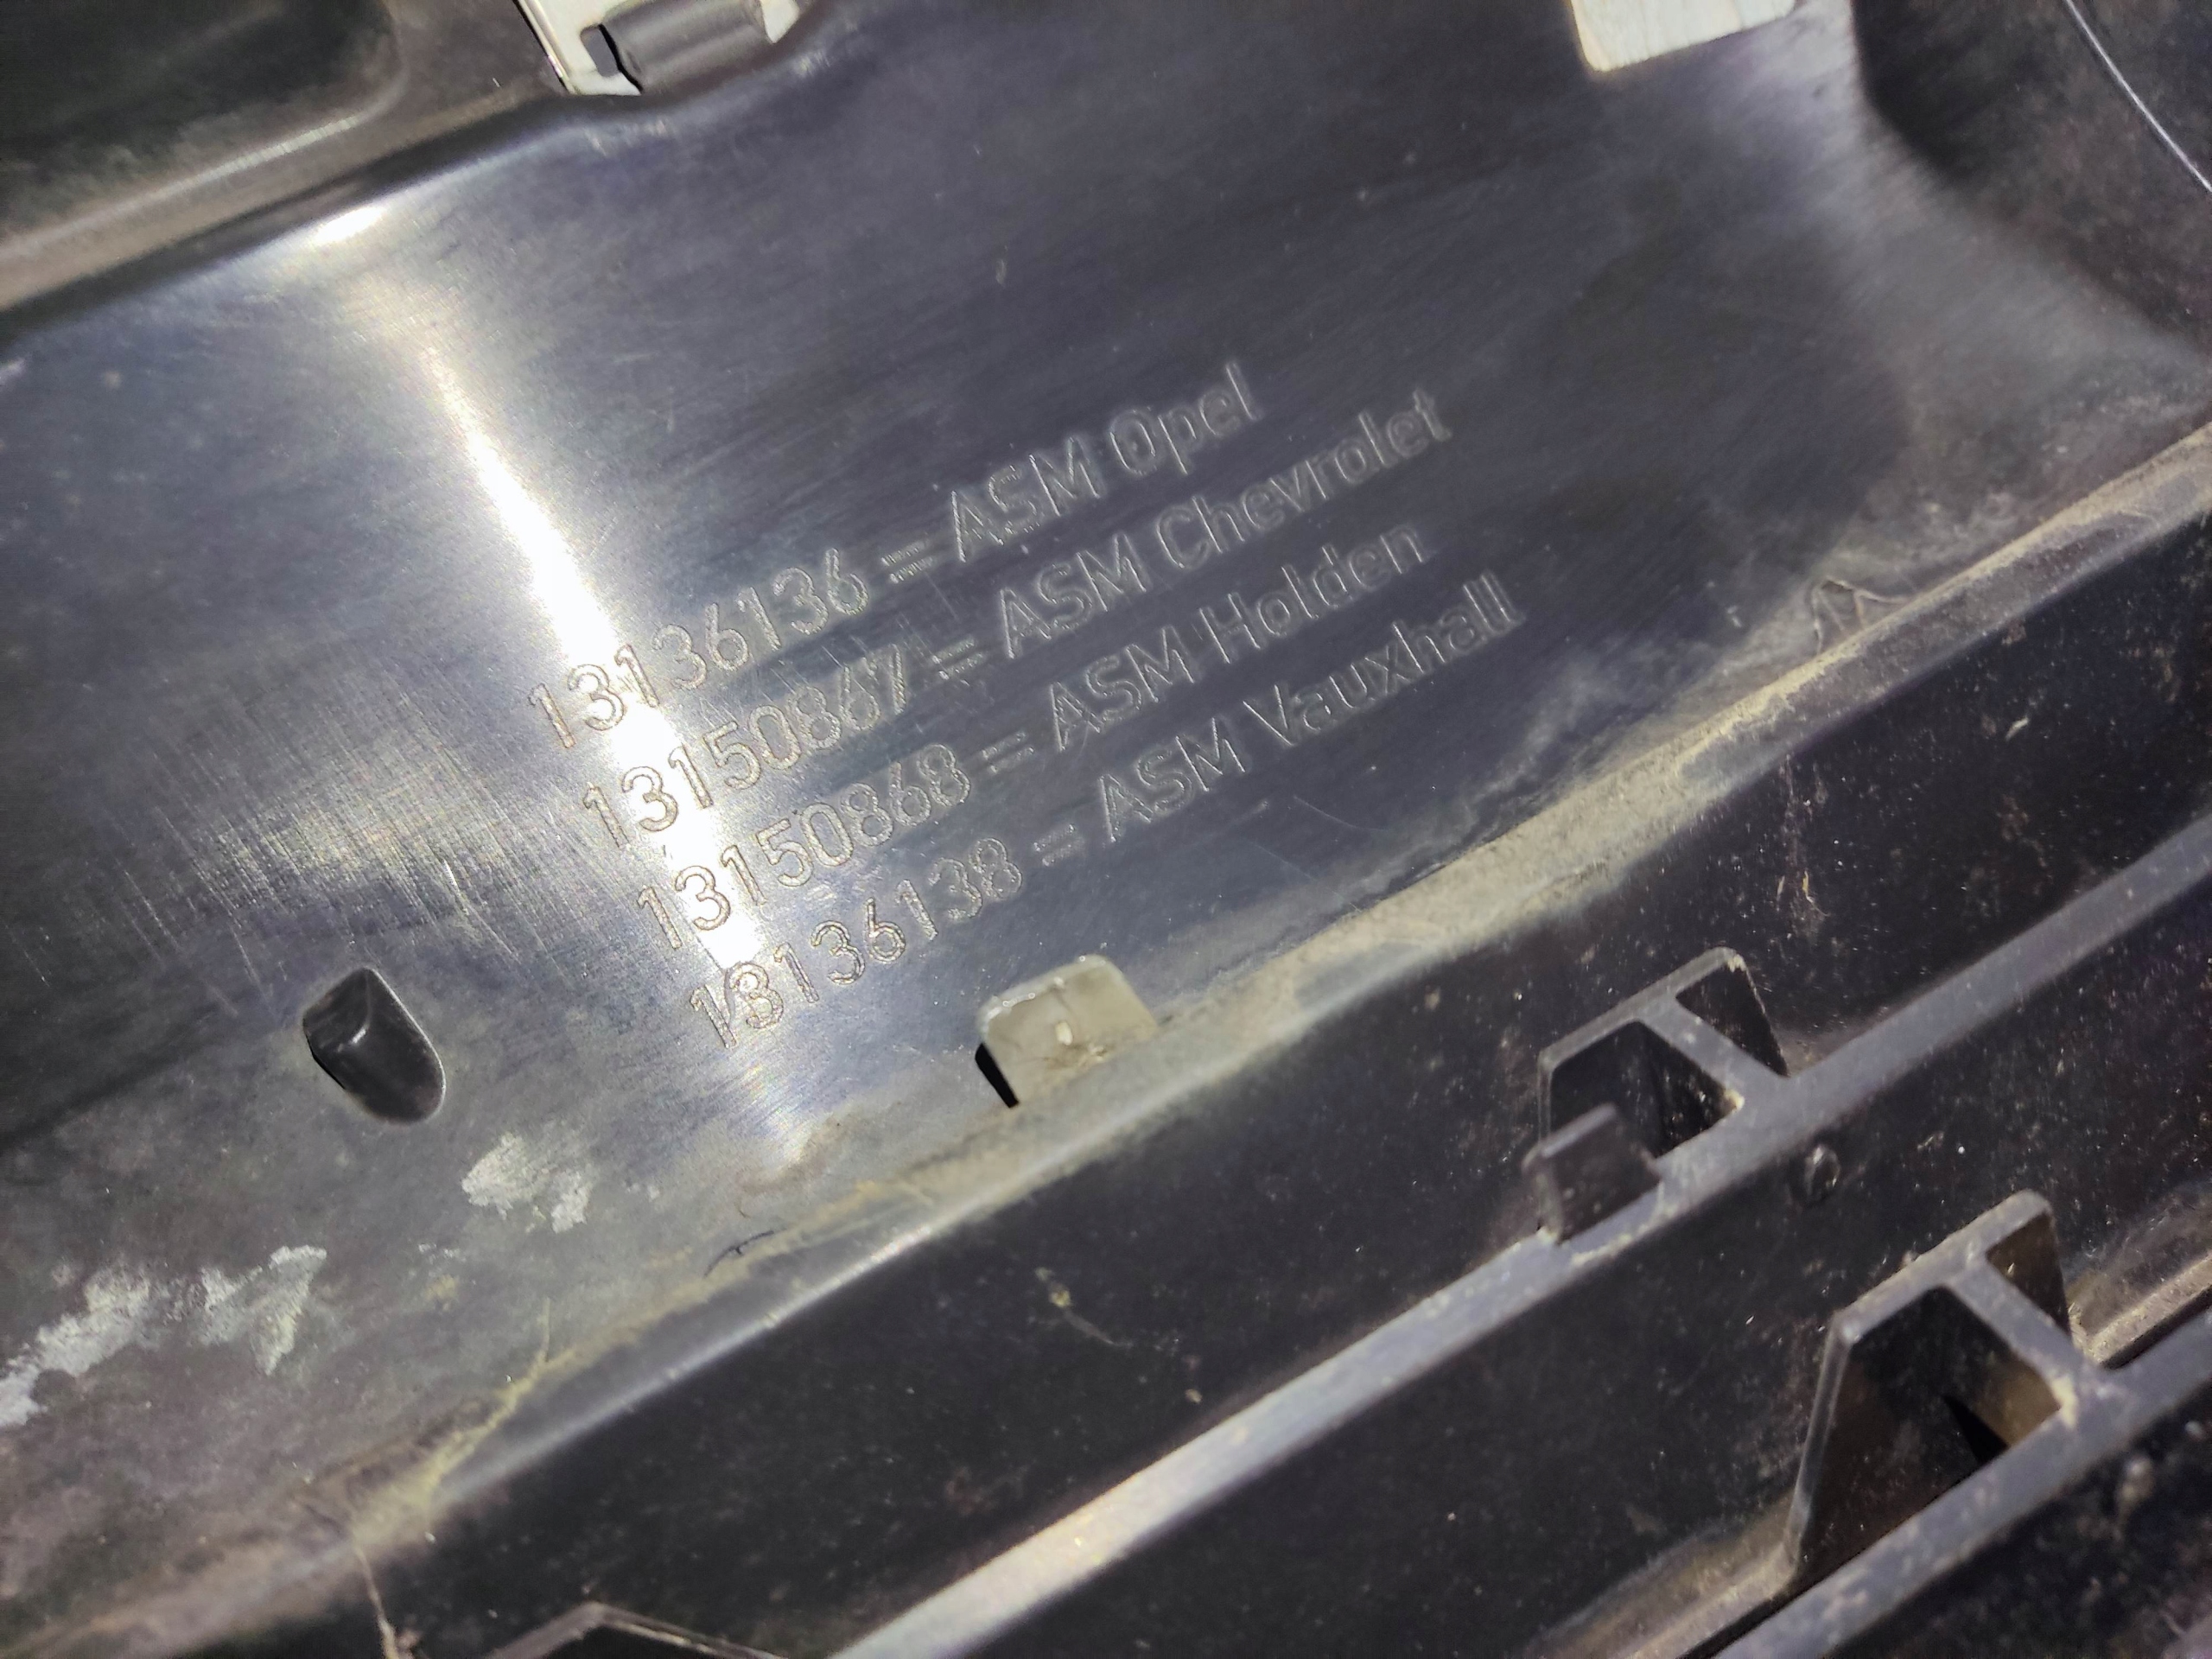 13136136 = ASM Opel
13150867 = ASM Chevrolet
13150868 = ASM Holden
13136138 = ASM Vauxhall